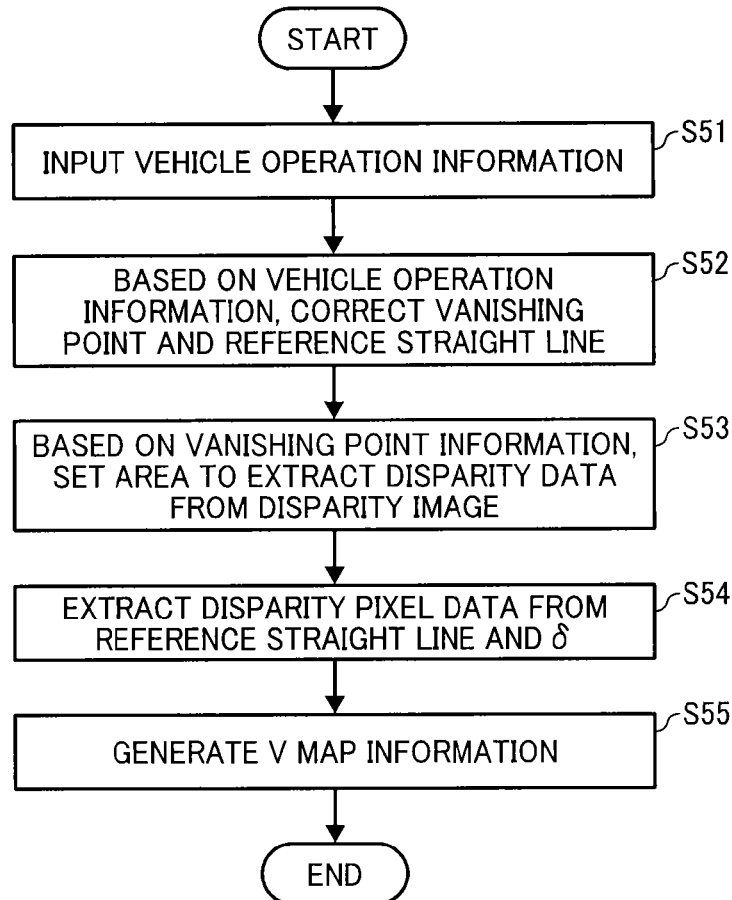 START
S51
INPUT VEHICLE OPERATION INFORMATION
S52
BASED ON VEHICLE OPERATION
INFORMATION, CORRECT VANISHING
POINT AND REFERENCE STRAIGHT LINE
S53
BASED ON VANISHING POINT INFORMATION,
SET AREA TO EXTRACT DISPARITY DATA
FROM DISPARITY IMAGE
S54
EXTRACT DISPARITY PIXEL DATA FROM
REFERENCE STRAIGHT LINE AND δ
S55
GENERATE V MAP INFORMATION
END